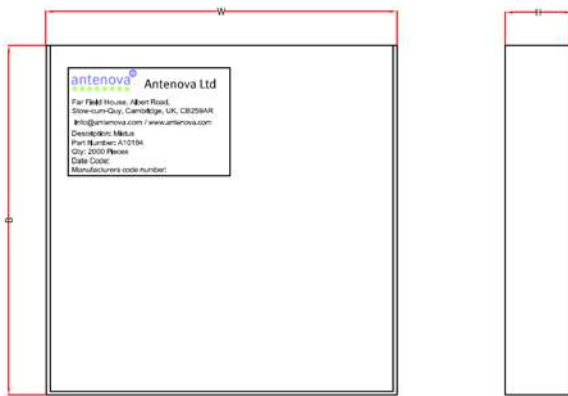 W
H
antenova
Antenova Ltd
Far Field House, Albert Road,
Stow-cum-Quy, Cambridge, UK, CB259AR
info@antenova.com / www.antenova.com
Description: Mixtus
Part Number: A10194
Qty: 2000 Pieces
Date Code:
Manufacturers code number: